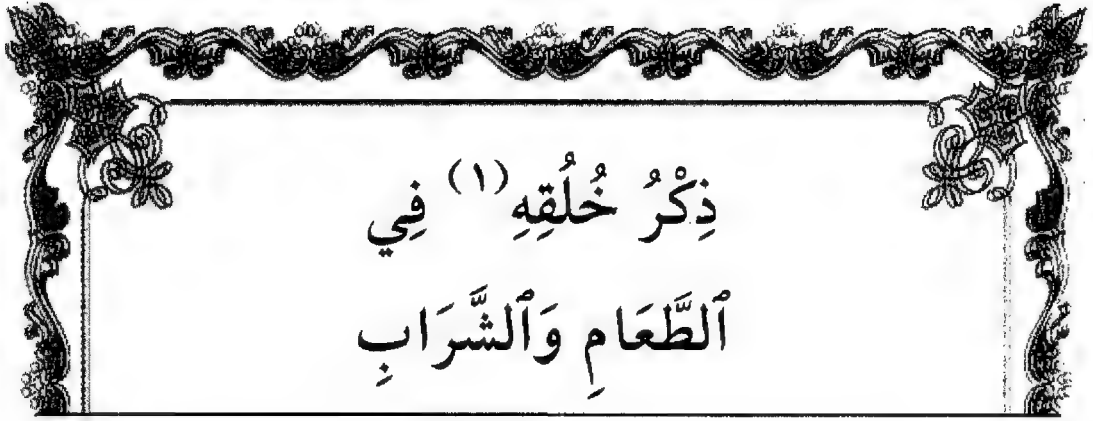 ذِكْرُ خُلُقِهِ (١) فِي
ٱلطَّعَامِ وَٱلشَّرَابِ